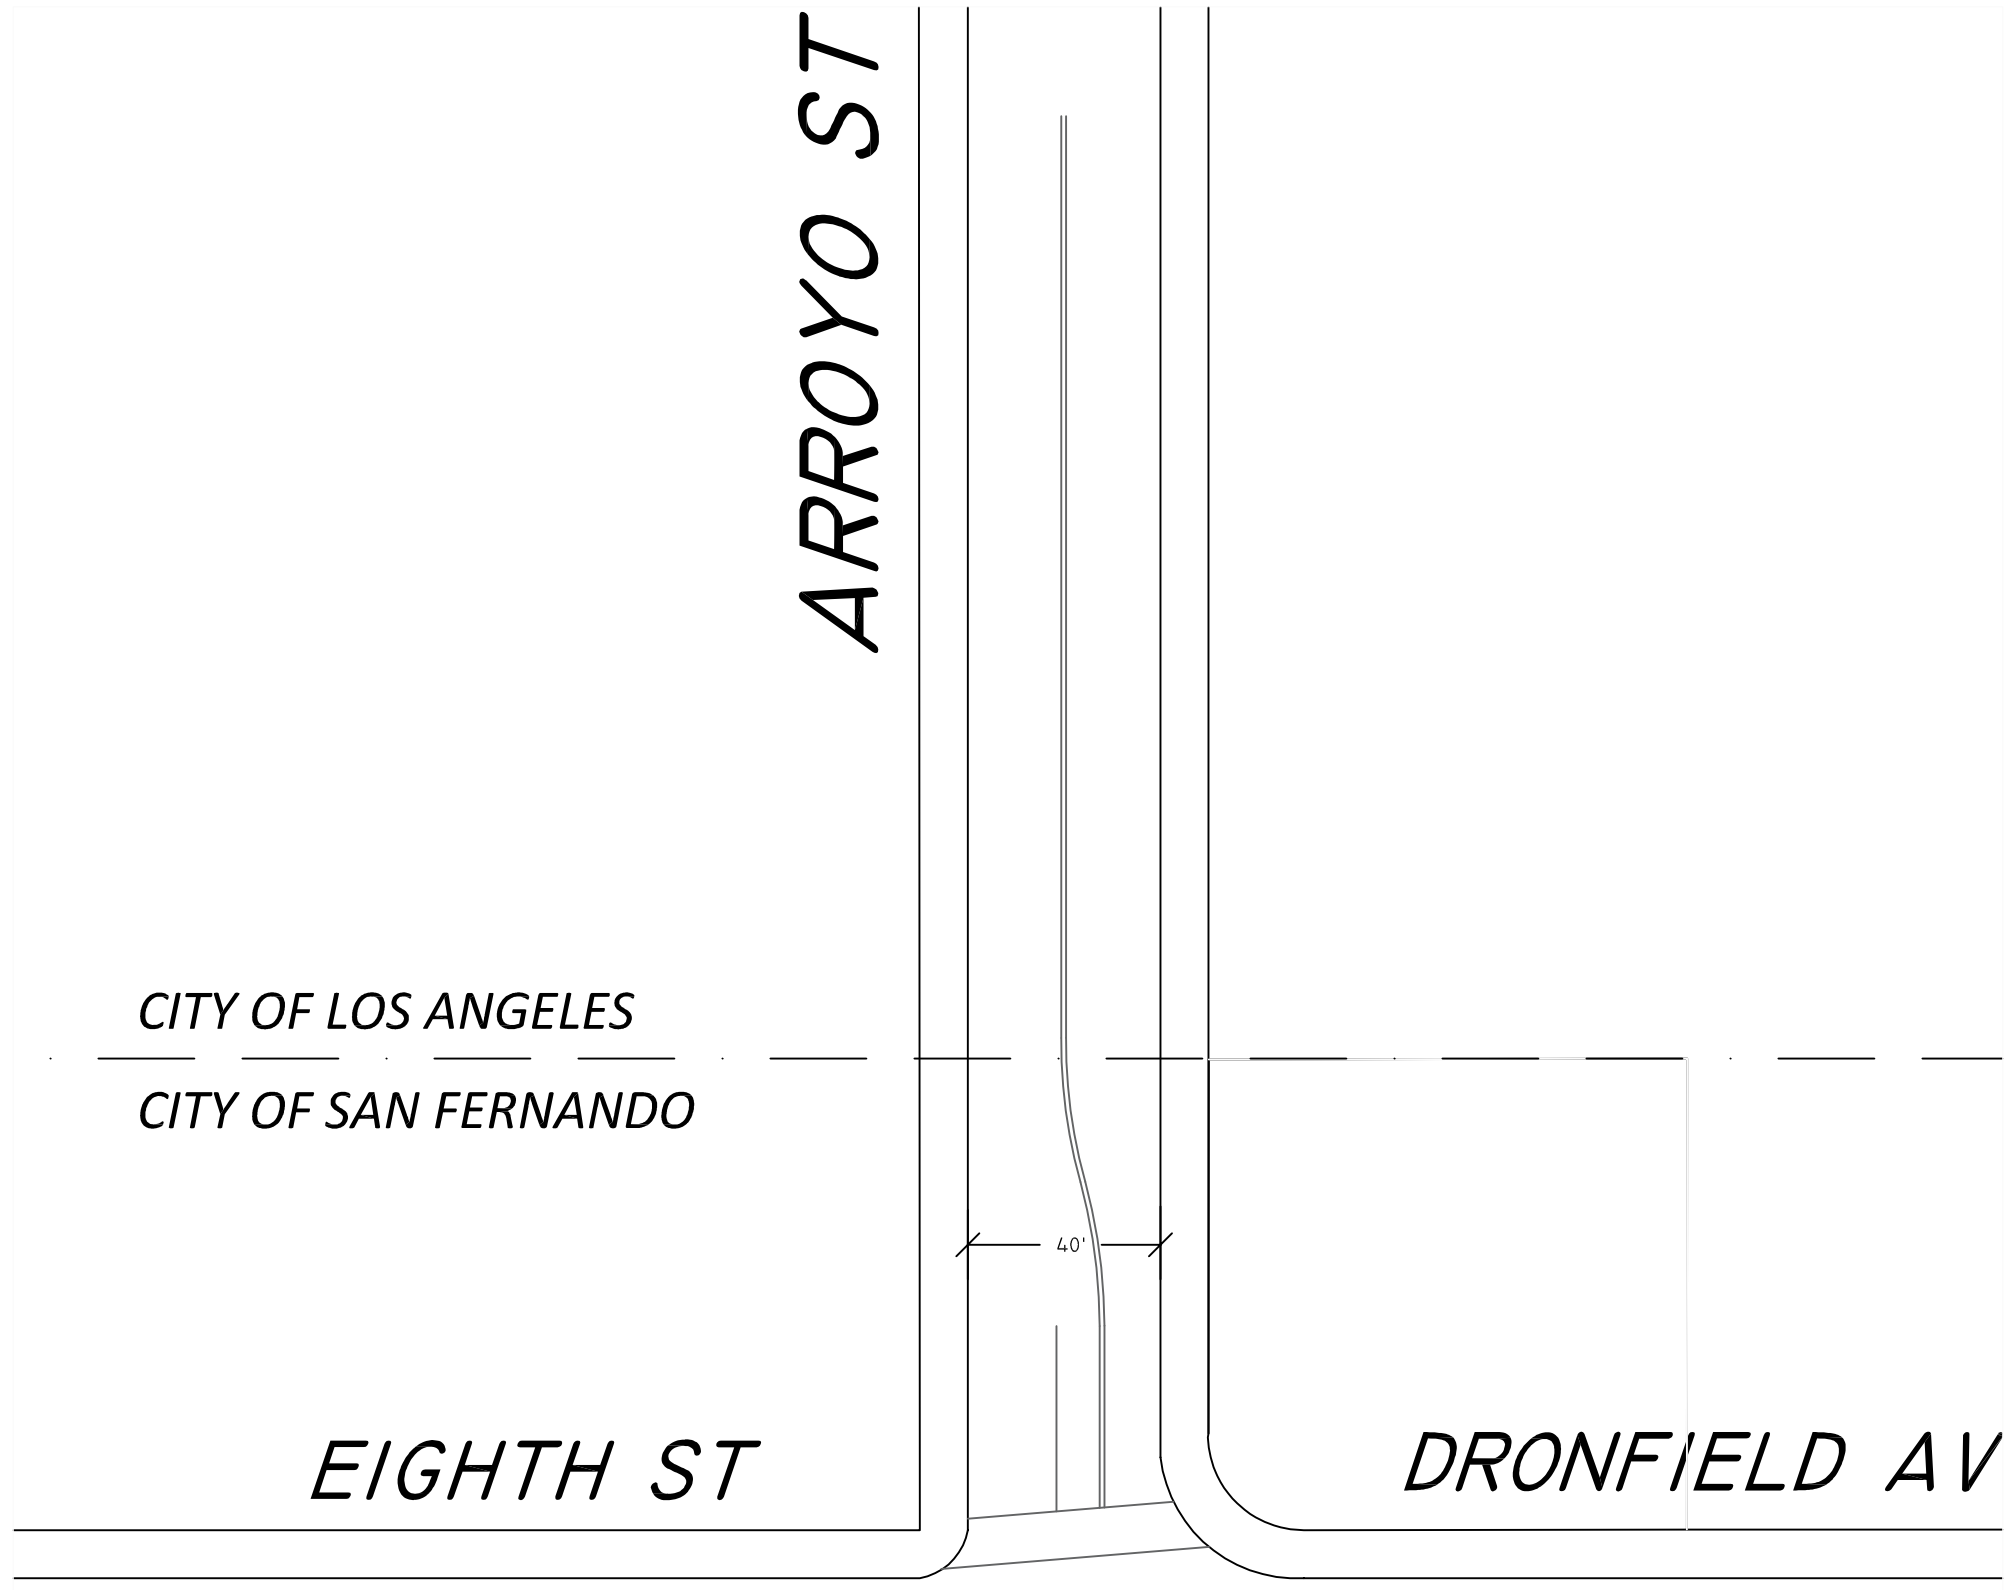 ARROYO ST
CITY OF LOS ANGELES
CITY OF SAN FERNANDO
40'
EIGHTH ST
DRONFIELD AV